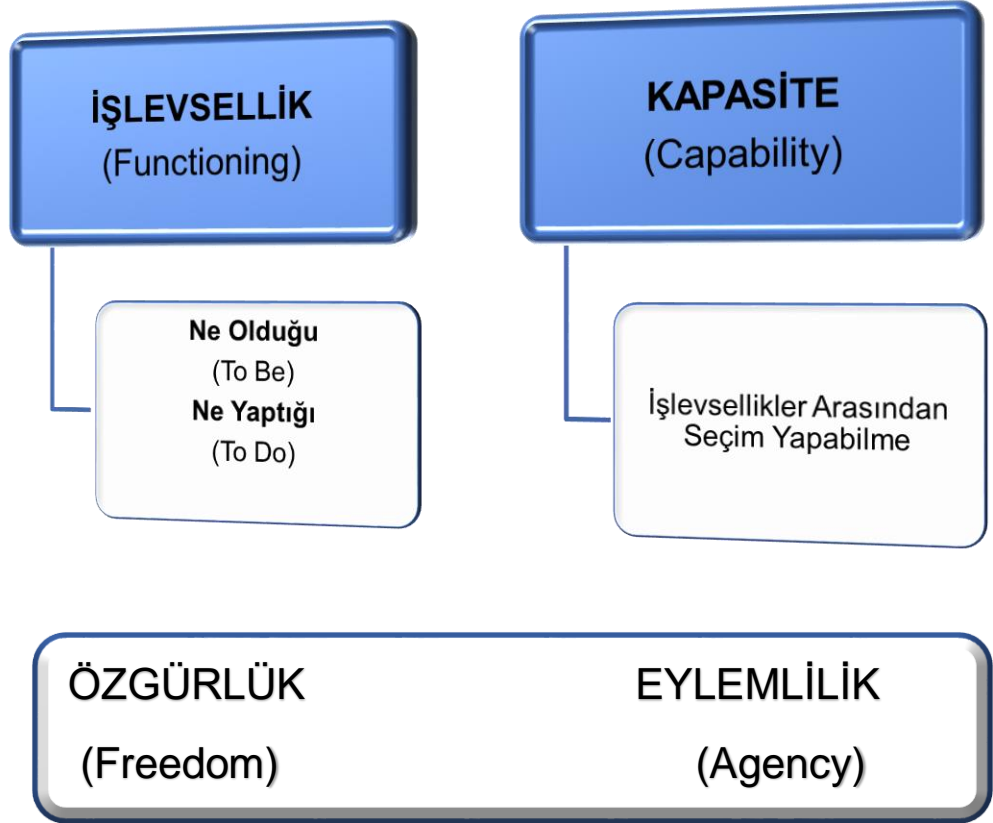 İŞLEVSELLİK
(Functioning)
Ne Olduğu
(To Be)
Ne Yaptığı
(To Do)
KAPASİTE
(Capability)
İşlevsellikler Arasından
Seçim Yapabilme
ÖZGÜRLÜK
(Freedom)
EYLEMLİLİK
(Agency)